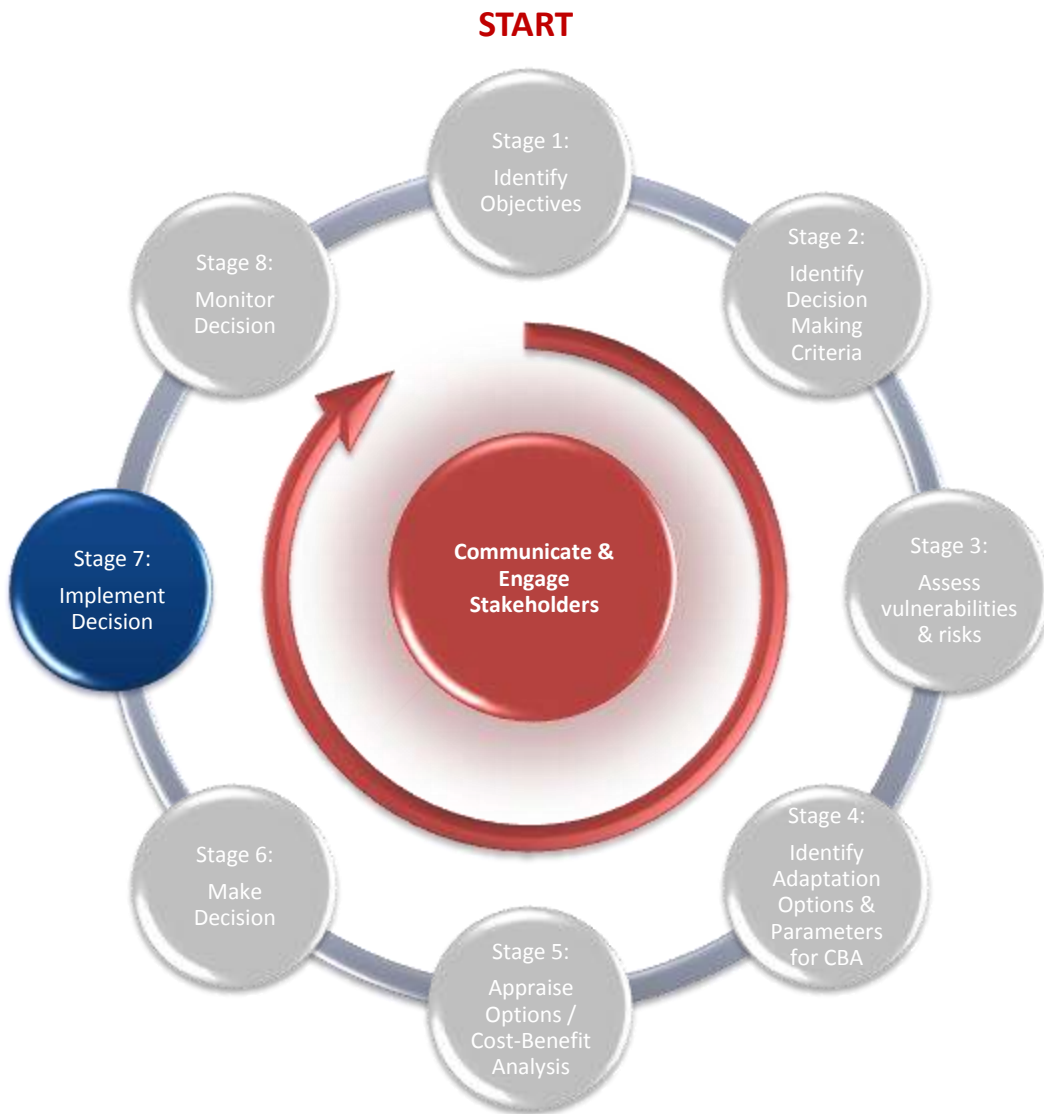 START
Stage 1:
Identify
Objectives
Stage 2:
Identify
Decision
Making
Criteria
Stage 3:
Assess
vulnerabilities
& risks
Stage 4:
Identify
Adaptation
Options &
Parameters
for CBA
Stage 5:
Appraise
Options /
Cost-Benefit
Analysis
Stage 6:
Make
Decision
Stage 7:
Implement
Decision
Stage 8:
Monitor
Decision
Communicate &
Engage
Stakeholders